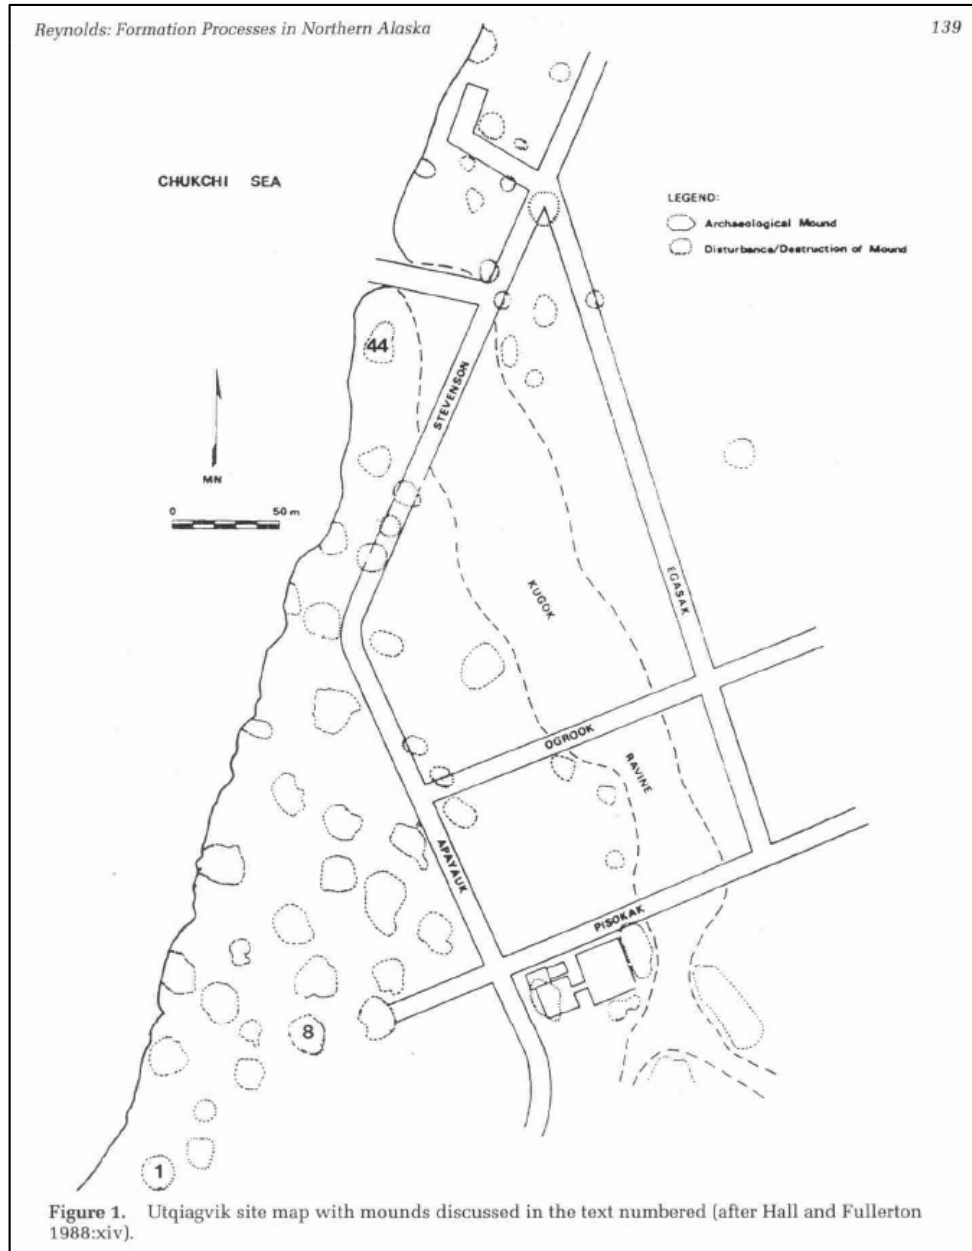 Reynolds: Formation Processes in Northern Alaska 139
CHUKCHI SEA
LEGEND:
Archaeological Mound
Disturbance/Destruction of Mound
44
STEVENSON
MN
0 50 m
KUGOK
EGASAK
OGROOK
RAVINE
APAYAUK
PISOKAK
8
1
Figure 1. Utqiagvik site map with mounds discussed in the text numbered (after Hall and Fullerton
1988:xiv).